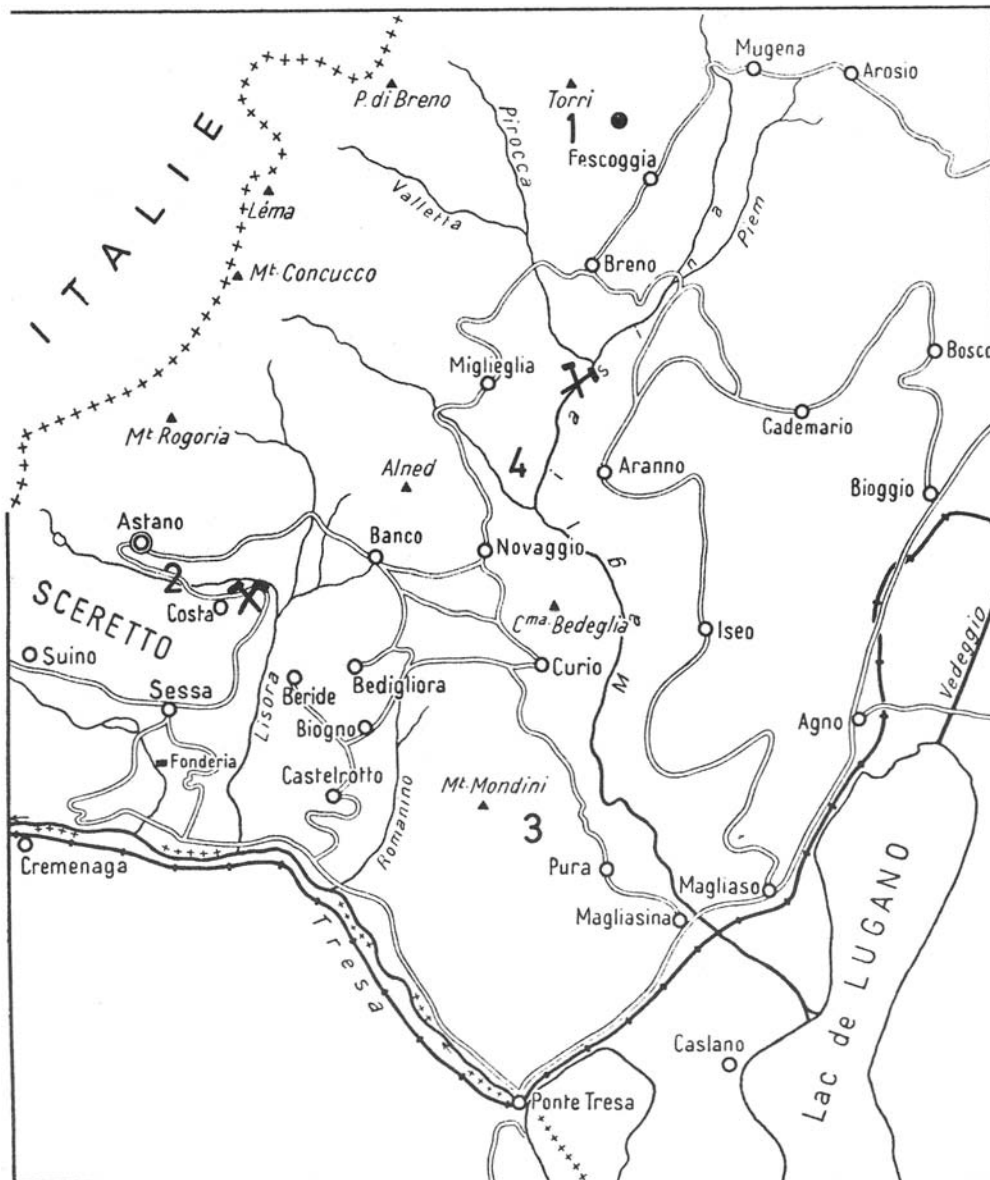 Mugena
Arosio
P. di Breno
Torri
1
Pirocca
Fescoggia
ITALIE
Valletta
Léma
Piem
Breno
Mt. Concucco
Bosco
Miglieglia
Cademario
Mt Rogoria
4
Aranno
Alned
Bioggio
Magliasina
Astano
Banco
Novaggio
2
Costa
SCERETTO
Cma. Bedeglia
Iseo
Suino
Curio
Vedeggio
Sessa
Lisora
Beride
Bedigliora
Biogno
Agno
Fonderia
Castelrotto
Mt. Mondini
Romanino
3
Cremenaga
Pura
Magliaso
Magliasina
Tresa
Lac de LUGANO
Caslano
Ponte Tresa